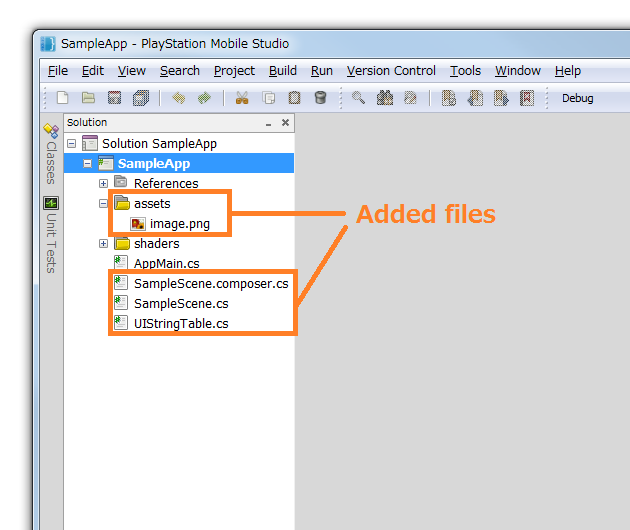 SampleApp - PlayStation Mobile Studio
File Edit View Search Project Build Run Version Control Tools Window Help
Debug
Solution
Classes
Unit Tests
Solution SampleApp
SampleApp
References
assets
image.png
shaders
AppMain.cs
SampleScene.composer.cs
SampleScene.cs
UIStringTable.cs
Added files